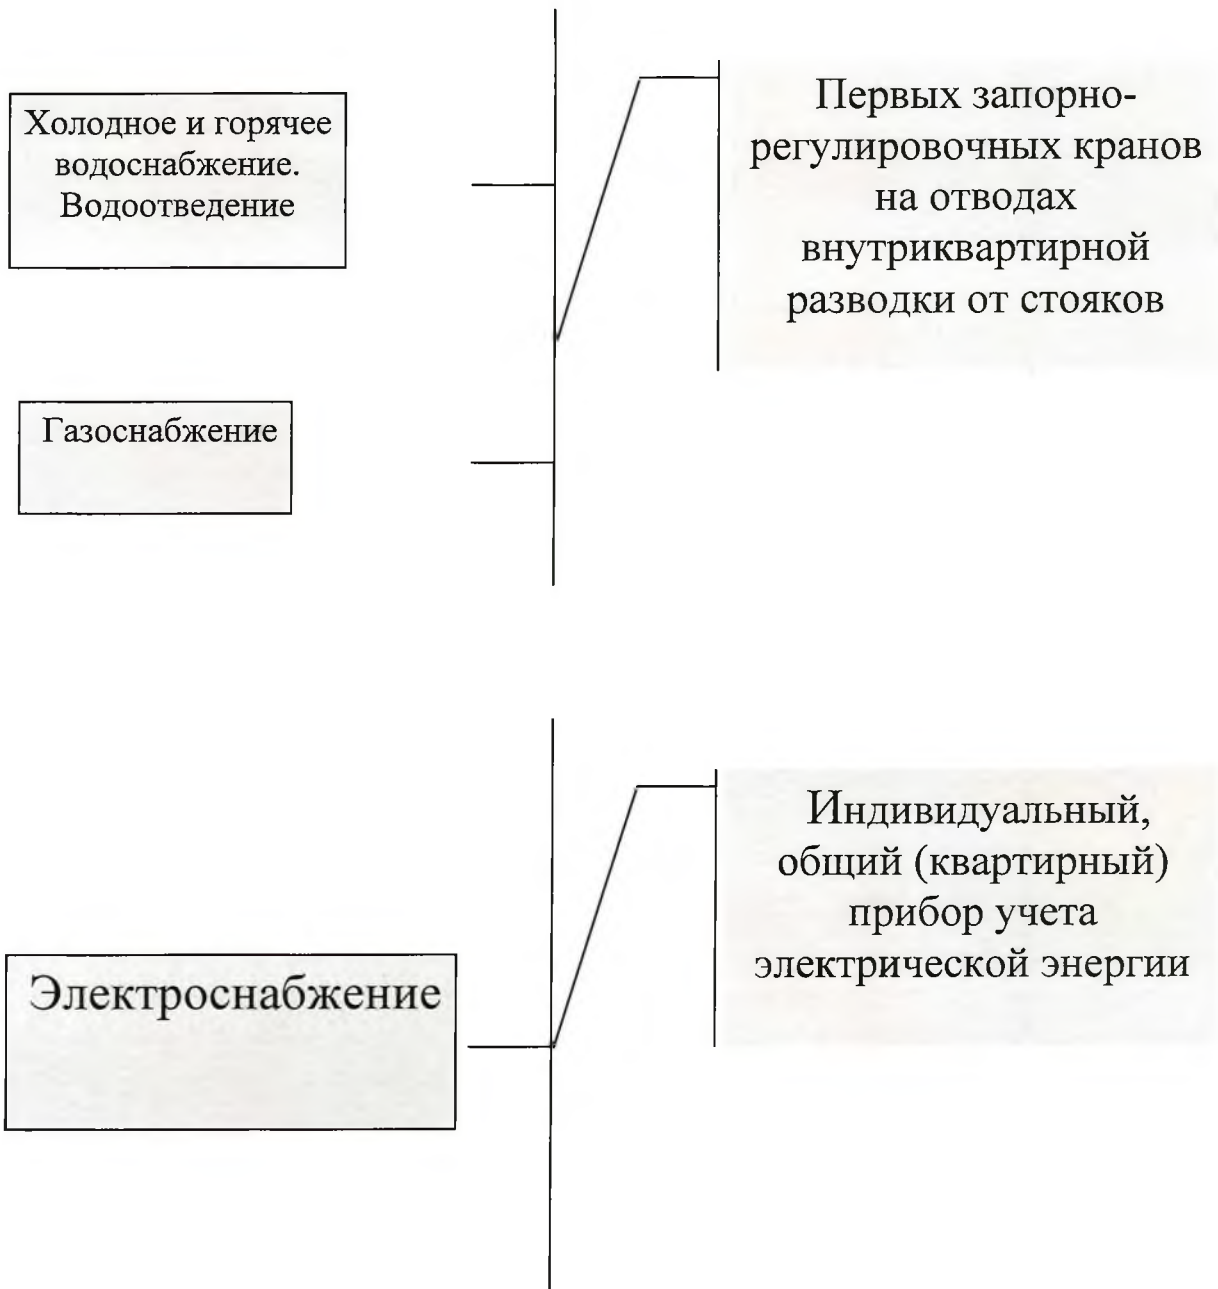 Холодное и горячее
водоснабжение.
Водоотведение
Первых запорно-
регулировочных кранов
на отводах
внутриквартирной
разводки от стояков
Газоснабжение
Индивидуальный,
общий (квартирный)
прибор учета
электрической энергии
Электроснабжение